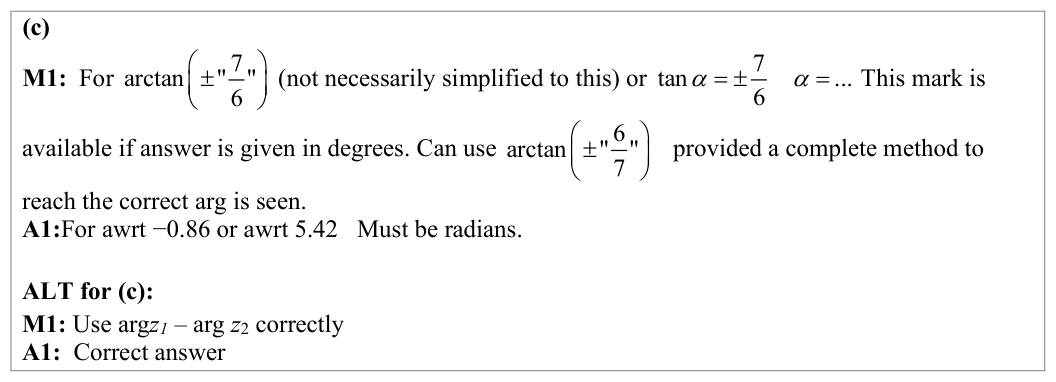 (c)
M1: For arctan(±"7/6") (not necessarily simplified to this) or tan α = ±7/6 α = ... This mark is
available if answer is given in degrees. Can use arctan(±"6/7") provided a complete method to
reach the correct arg is seen.
A1:For awrt −0.86 or awrt 5.42 Must be radians.
ALT for (c):
M1: Use argz₁ – arg z₂ correctly
A1: Correct answer